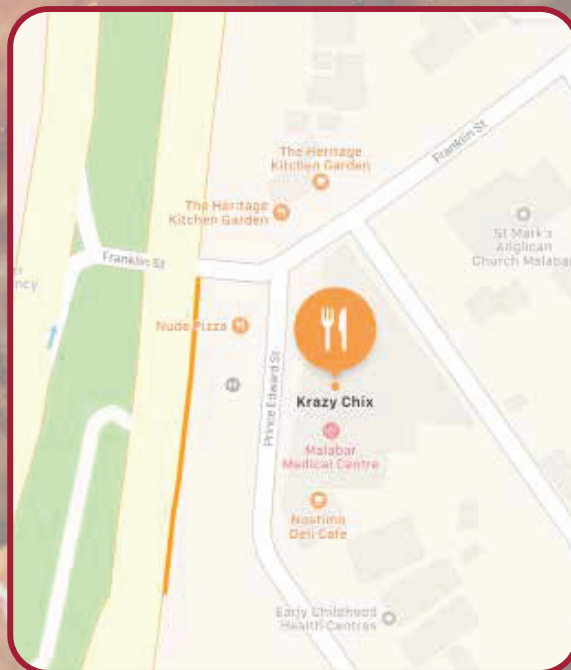 The Heritage
Kitchen Garden
Franklin St
The Heritage
Kitchen Garden
St Mark's
Anglican
Church Malabar
Franklin St
ncy
Nude Pizza
Prince Edward St
Krazy Chix
Malabar
Medical Centre
Nostimo
Deli Cafe
Early Childhood
Health Centres